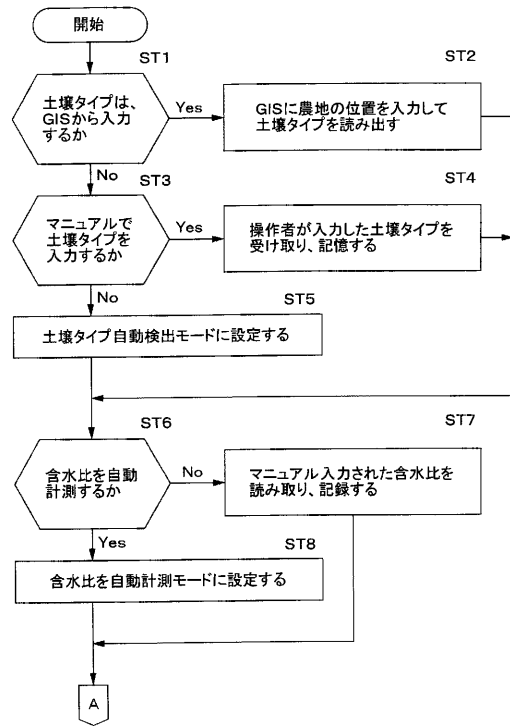 開始
ST1
土壌タイプは、
GISから入力
するか
Yes
ST2
GISに農地の位置を入力して
土壌タイプを読み出す
No
ST3
マニュアルで
土壌タイプを
入力するか
Yes
ST4
操作者が入力した土壌タイプを
受け取り、記憶する
No
ST5
土壌タイプ自動検出モードに設定する
ST6
含水比を自動
計測するか
No
ST7
マニュアル入力された含水比を
読み取り、記録する
Yes
ST8
含水比を自動計測モードに設定する
A